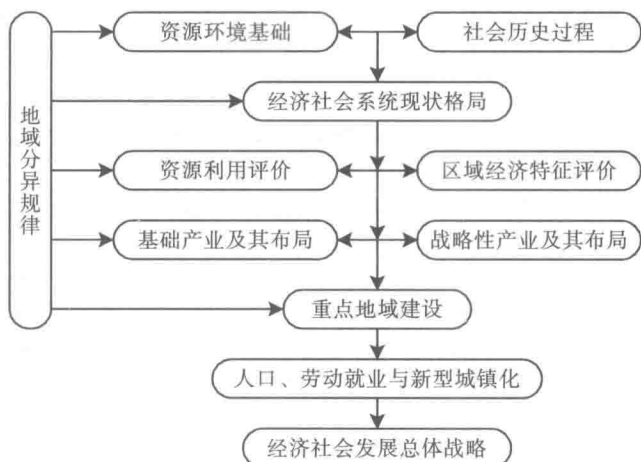 资源环境基础
社会历史过程
经济社会系统现状格局
地域分异规律
资源利用评价
区域经济特征评价
基础产业及其布局
战略性产业及其布局
重点地域建设
人口、劳动就业与新型城镇化
经济社会发展总体战略